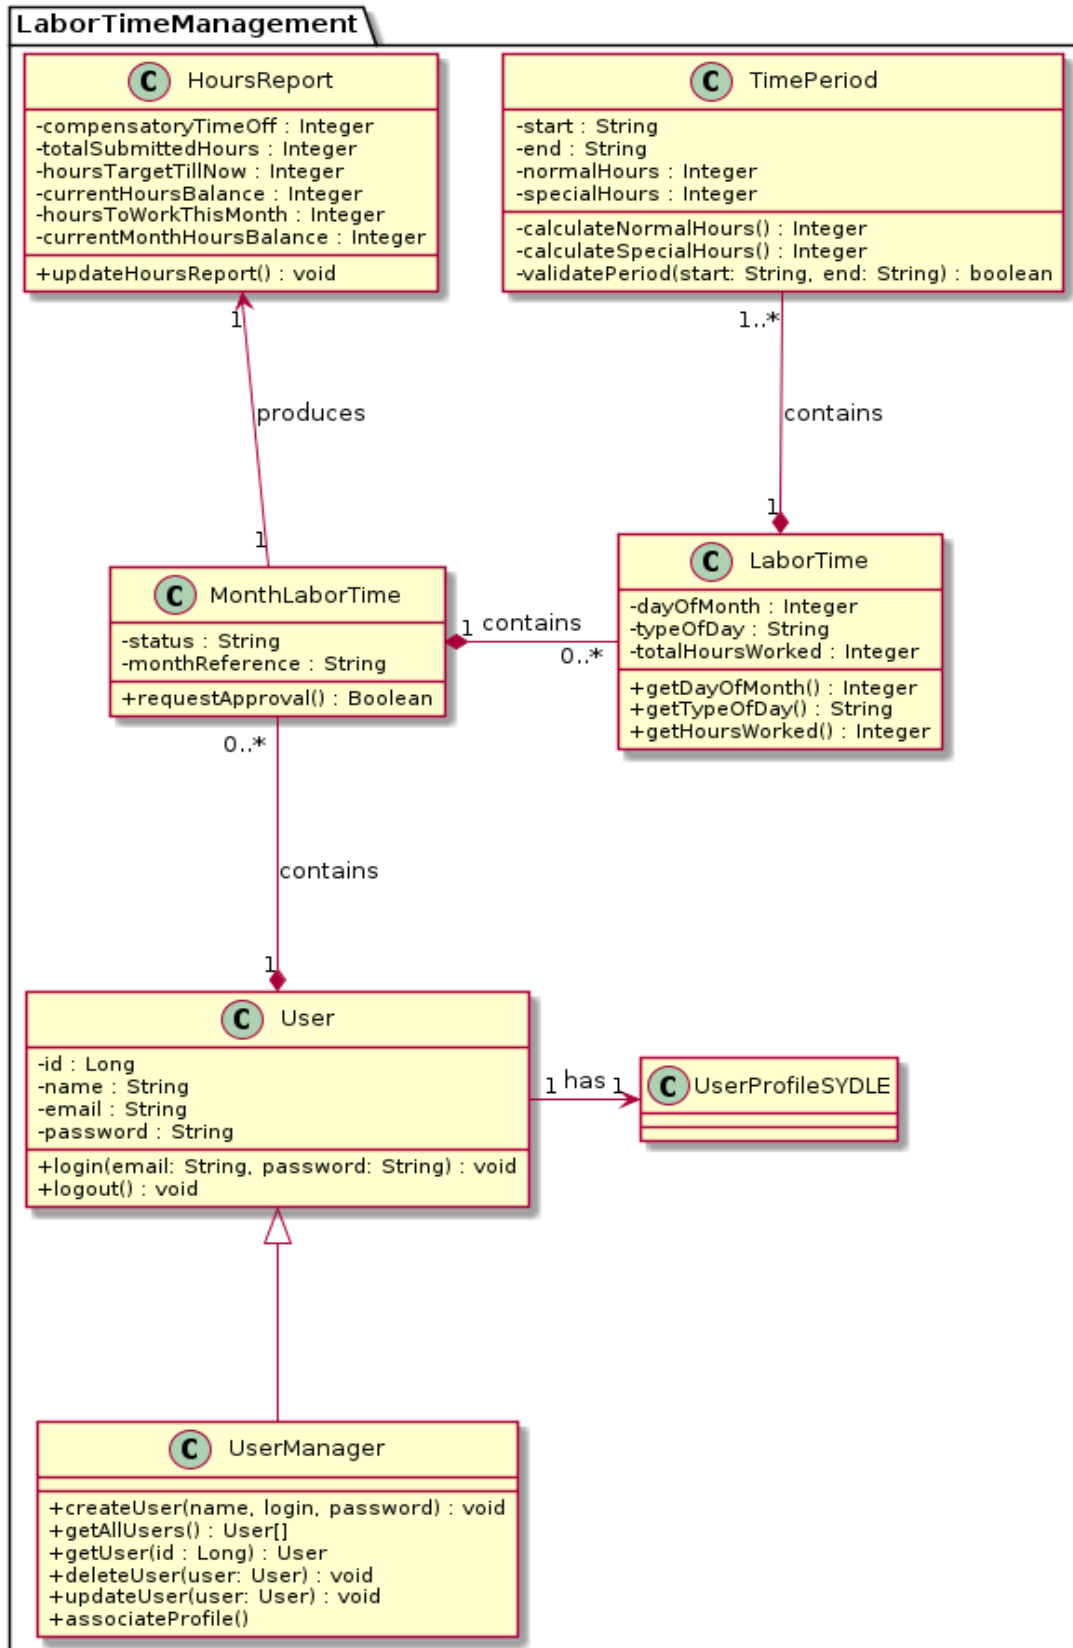 LaborTimeManagement
C HoursReport
-compensatoryTimeOff : Integer
-totalSubmittedHours : Integer
-hoursTargetTillNow : Integer
-currentHoursBalance : Integer
-hoursToWorkThisMonth : Integer
-currentMonthHoursBalance : Integer
+updateHoursReport() : void
C TimePeriod
-start : String
-end : String
-normalHours : Integer
-specialHours : Integer
-calculateNormalHours() : Integer
-calculateSpecialHours() : Integer
-validatePeriod(start: String, end: String) : boolean
1
1..*
produces
contains
1
1
C MonthLaborTime
-status : String
-monthReference : String
+requestApproval() : Boolean
1 contains
0..*
C LaborTime
-dayOfMonth : Integer
-typeOfDay : String
-totalHoursWorked : Integer
+getDayOfMonth() : Integer
+getTypeOfDay() : String
+getHoursWorked() : Integer
0..*
contains
1
C User
-id : Long
-name : String
-email : String
-password : String
+login(email: String, password: String) : void
+logout() : void
1 has 1
C UserProfileSYDLE
C UserManager
+createUser(name, login, password) : void
+getAllUsers() : User[]
+getUser(id : Long) : User
+deleteUser(user: User) : void
+updateUser(user: User) : void
+associateProfile()